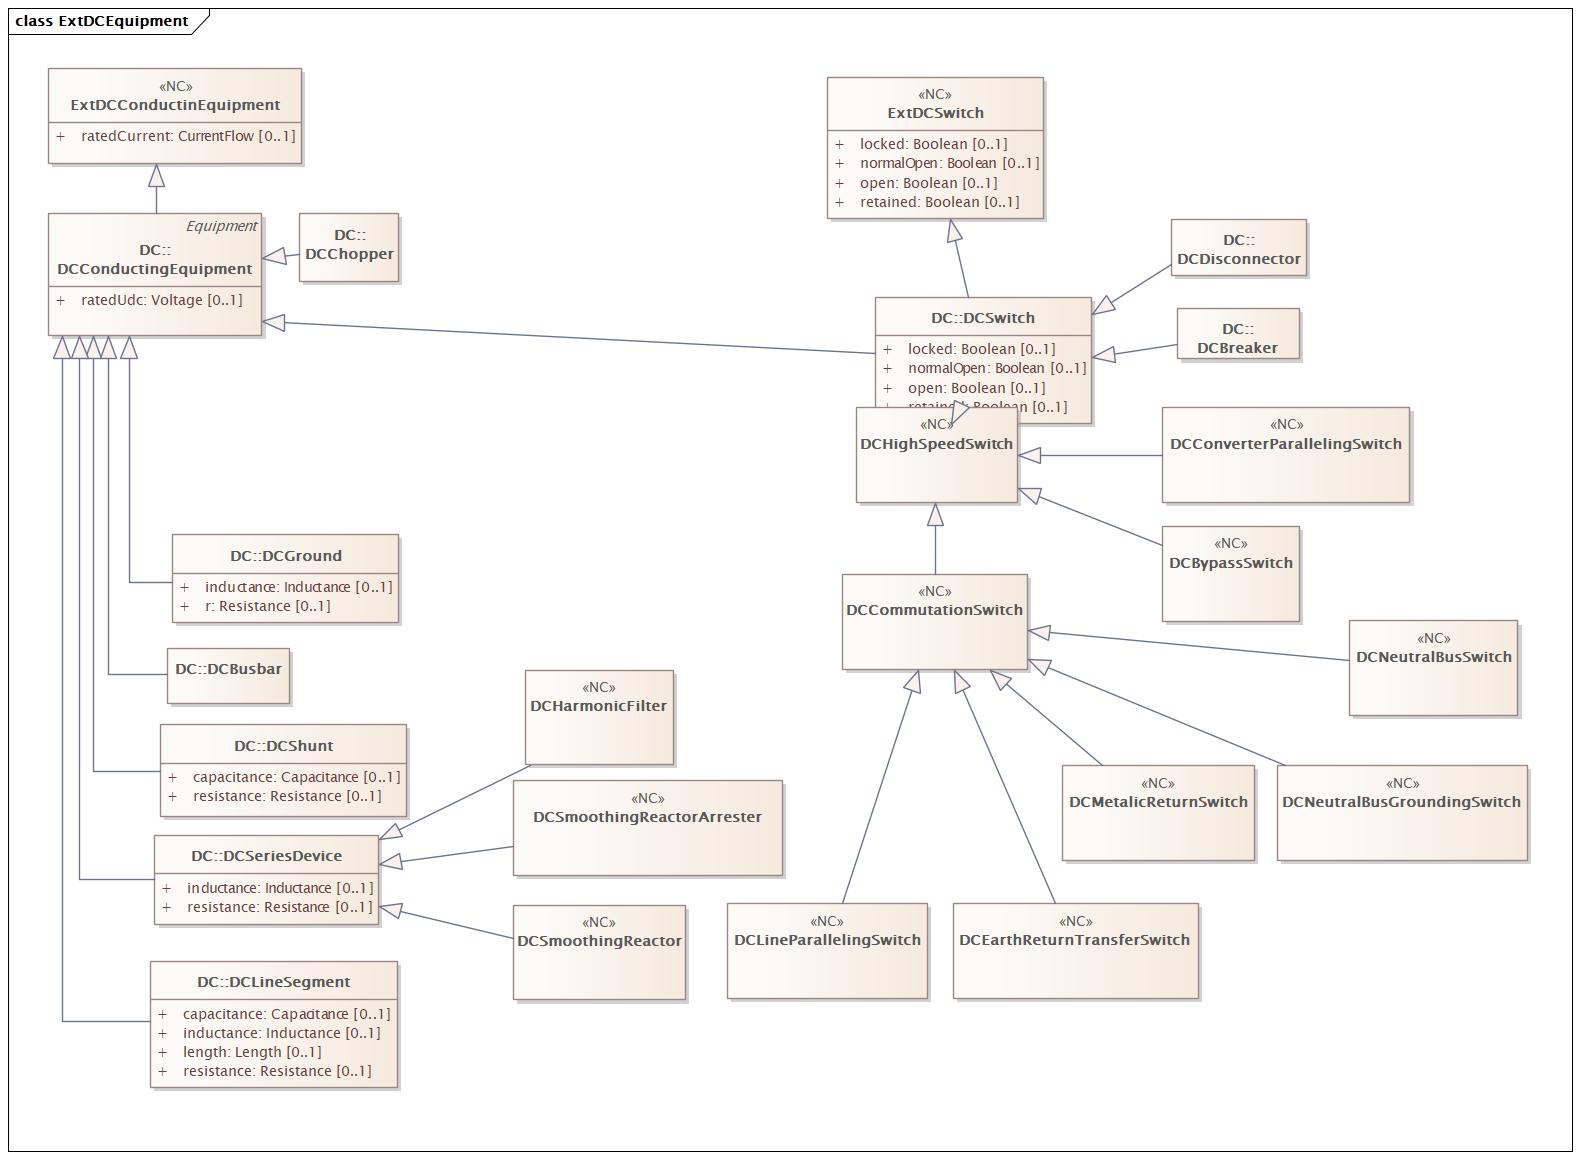 class ExtDCEquipment
«NC»
ExtDCConductinEquipment
+ ratedCurrent: CurrentFlow [0..1]
Equipment
DC::
DCConductingEquipment
+ ratedUdc: Voltage [0..1]
DC::
DCChopper
«NC»
ExtDCSwitch
+ locked: Boolean [0..1]
+ normalOpen: Boolean [0..1]
+ open: Boolean [0..1]
+ retained: Boolean [0..1]
DC::
DCDisconnector
DC::DCSwitch
+ locked: Boolean [0..1]
+ normalOpen: Boolean [0..1]
+ open: Boolean [0..1]
+ retained: Boolean [0..1]
DC::
DCBreaker
«NC»
DCHighSpeedSwitch
«NC»
DCConverterParallelingSwitch
«NC»
DCBypassSwitch
DC::DCGround
+ inductance: Inductance [0..1]
+ r: Resistance [0..1]
«NC»
DCCommutationSwitch
«NC»
DCNeutralBusSwitch
DC::DCBusbar
«NC»
DCHarmonicFilter
DC::DCShunt
+ capacitance: Capacitance [0..1]
+ resistance: Resistance [0..1]
«NC»
DCSmoothingReactorArrester
«NC»
DCMetalicReturnSwitch
«NC»
DCNeutralBusGroundingSwitch
DC::DCSeriesDevice
+ inductance: Inductance [0..1]
+ resistance: Resistance [0..1]
«NC»
DCSmoothingReactor
«NC»
DCLineParallelingSwitch
«NC»
DCEarthReturnTransferSwitch
DC::DCLineSegment
+ capacitance: Capacitance [0..1]
+ inductance: Inductance [0..1]
+ length: Length [0..1]
+ resistance: Resistance [0..1]